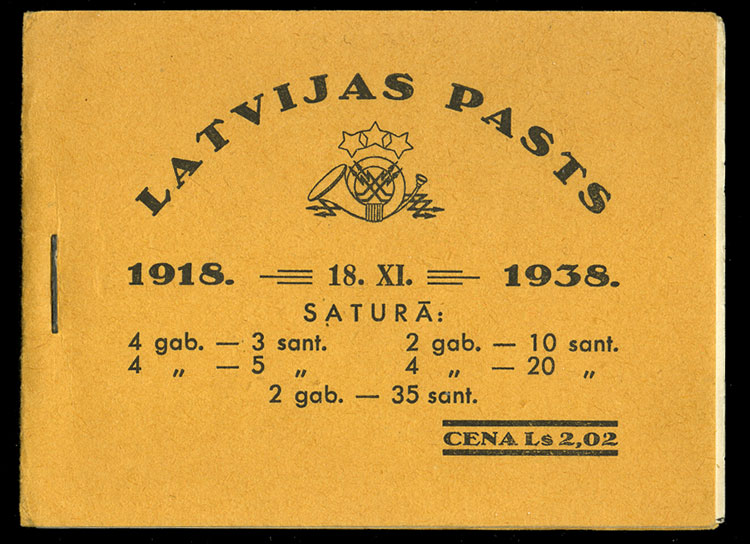 LATVIJAS PASTS
1918. 18. XI. 1938.
SATURĀ:
4 gab. — 3 sant. 2 gab. — 10 sant.
4 „ — 5 „ 4 „ — 20 „
2 gab. — 35 sant.
CENA Ls 2,02